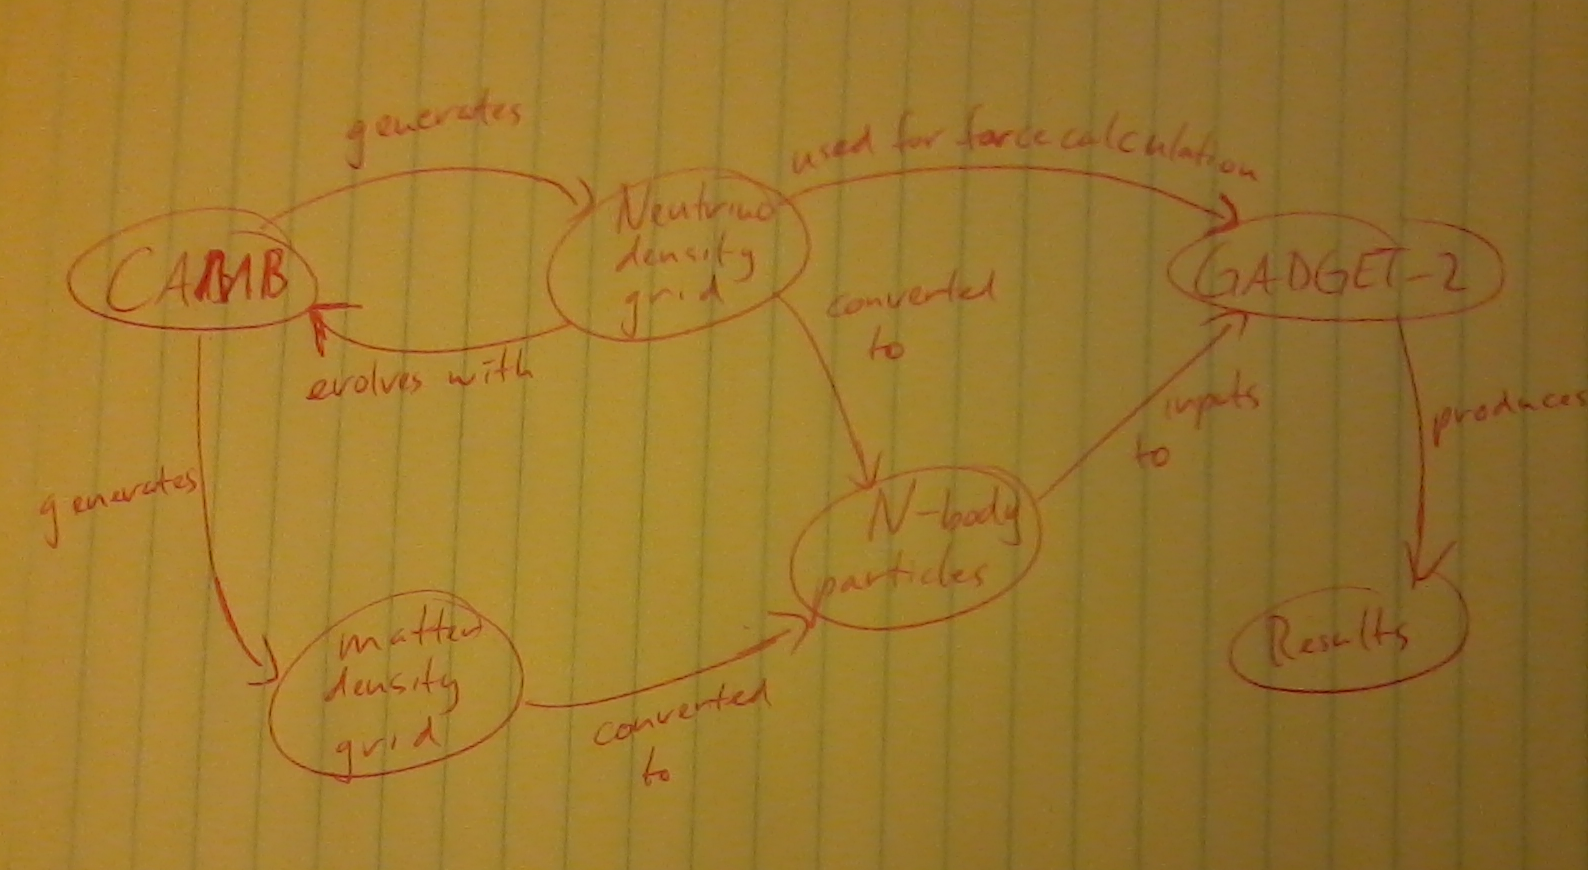 generates
used for force calculation
CAMB
Neutrino
density
grid
GADGET-2
converted
to
evolves with
inputs
to
produces
generates
N-body
particles
matter
density
grid
Results
converted
to